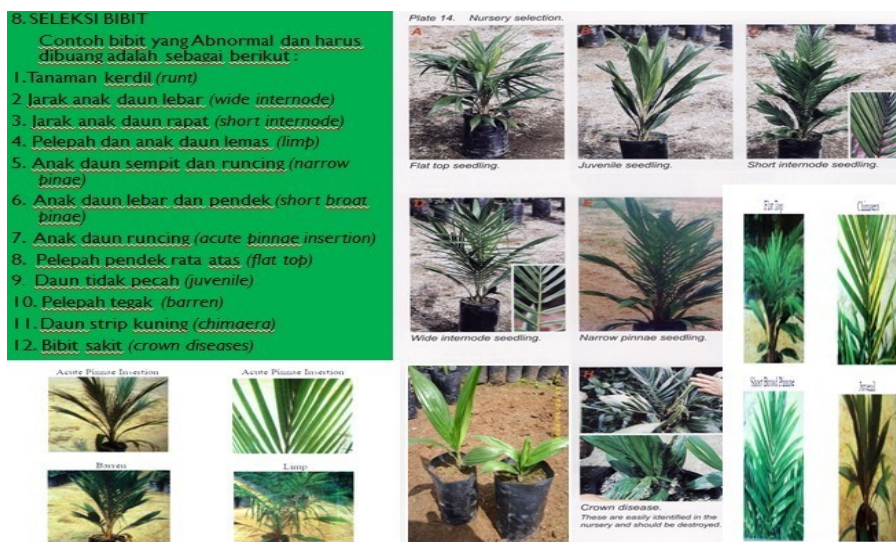 8. SELEKSI BIBIT
Contoh bibit yang Abnormal dan harus
dibuang adalah sebagai berikut :
1.Tanaman kerdil (runt)
2 Jarak anak daun lebar (wide internode)
3. Jarak anak daun rapat (short internode)
4. Pelepah dan anak daun lemas (limp)
5. Anak daun sempit dan runcing (narrow
pinae)
6. Anak daun lebar dan pendek (short broat
pinae)
7. Anak daun runcing (acute pinnae insertion)
8. Pelepah pendek rata atas (flat top)
9. Daun tidak pecah (juvenile)
10. Pelepah tegak (barren)
11. Daun strip kuning (chimaera)
12. Bibit sakit (crown diseases)
Acute Pinnae Insertion
Acute Pinnae Insertion
Barren
Plate 14. Nursery selection.
A
Flat top seedling.
Juvenile seedling.
Short internode seedling.
D
Wide internode seedling.
E
Narrow pinnae seedling.
H
Crown disease.
These are easily identified in the
nursery and should be destroyed.
Flat Top
Chimaera
Short Broad Pinnae